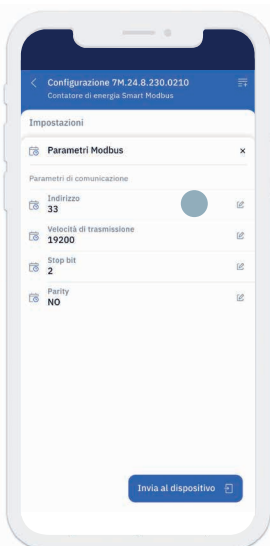 Configurazione 7M.24.8.230.0210
Contatore di energia Smart Modbus
Impostazioni
Parametri Modbus
Parametri di comunicazione
Indirizzo
33
Velocità di trasmissione
19200
Stop bit
2
Parity
NO
Invia al dispositivo